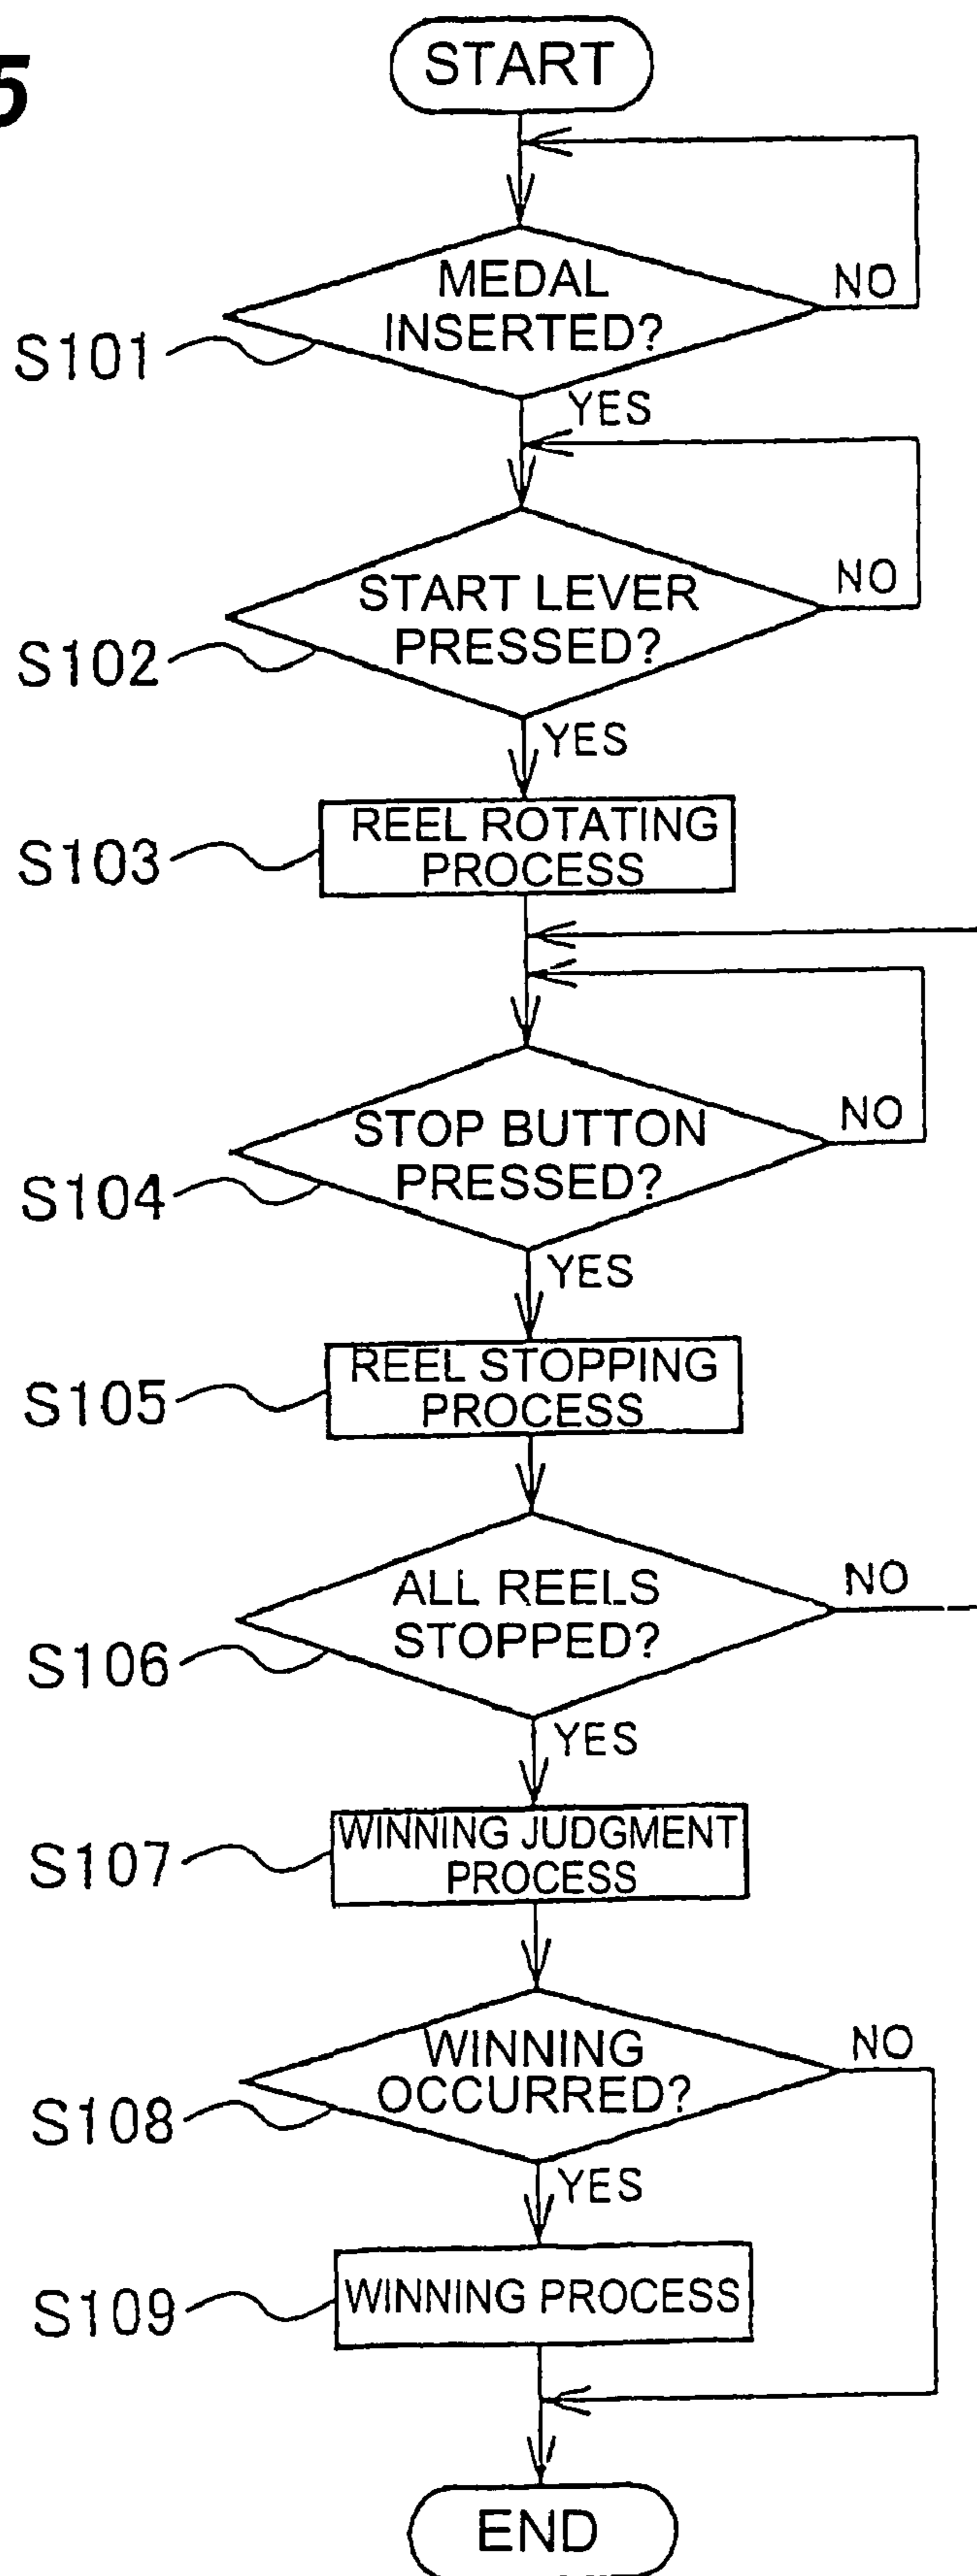 5
START
MEDAL
INSERTED?
NO
S101
YES
START LEVER
PRESSED?
NO
S102
YES
REEL ROTATING
PROCESS
S103
STOP BUTTON
PRESSED?
NO
S104
YES
REEL STOPPING
PROCESS
S105
ALL REELS
STOPPED?
NO
S106
YES
WINNING JUDGMENT
PROCESS
S107
WINNING
OCCURRED?
NO
S108
YES
WINNING PROCESS
S109
END